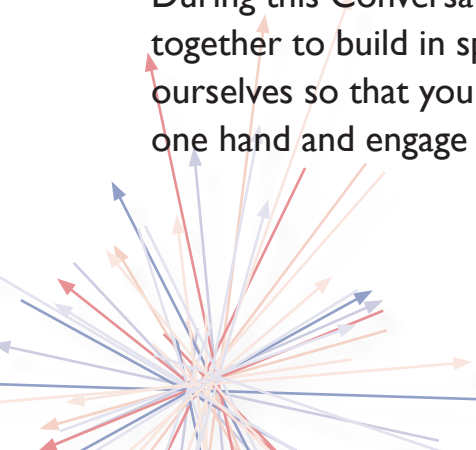 During this Conversa
together to build in sp
ourselves so that you
one hand and engage